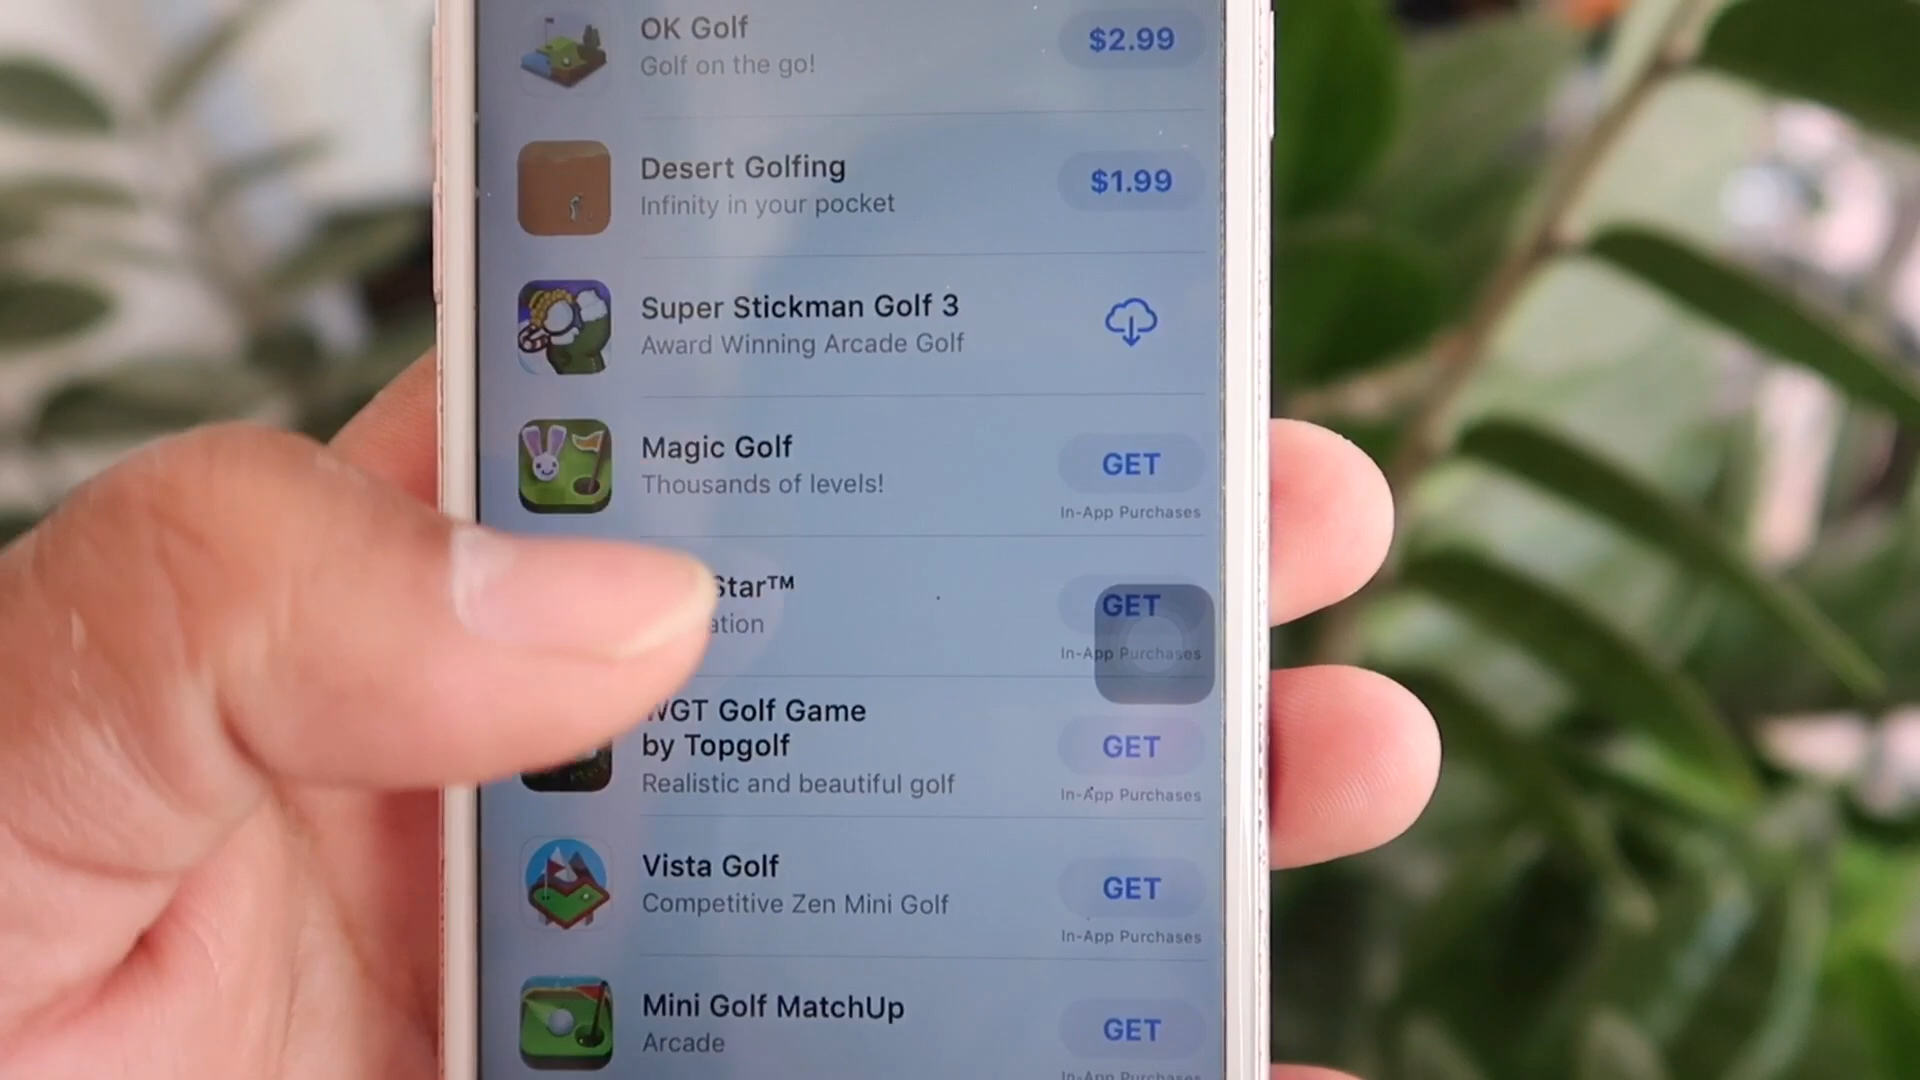 OK Golf
Golf on the go!
$2.99
Desert Golfing
Infinity in your pocket
$1.99
Super Stickman Golf 3
Award Winning Arcade Golf
Magic Golf
Thousands of levels!
GET
In-App Purchases
Star™
GET
In-App Purchases
WGT Golf Game
by Topgolf
Realistic and beautiful golf
GET
In-App Purchases
Vista Golf
Competitive Zen Mini Golf
GET
In-App Purchases
Mini Golf MatchUp
Arcade
GET
In-App Purchases